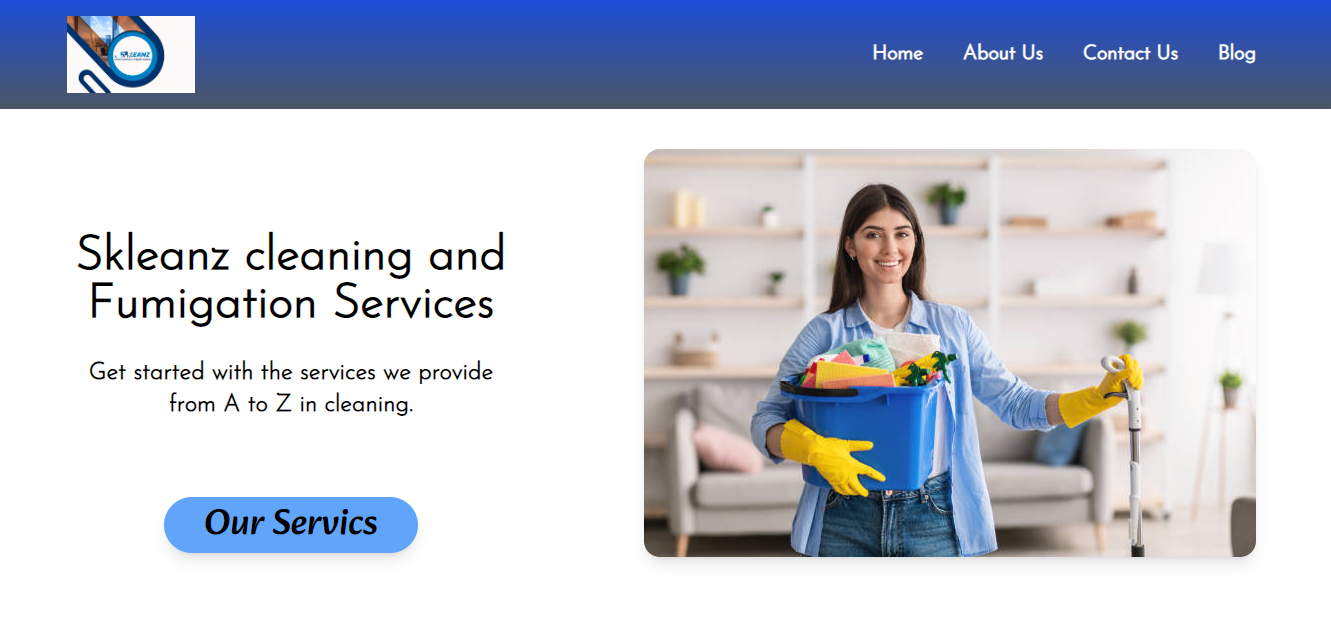 Home About Us Contact Us Blog
Skleanz cleaning and
Fumigation Services
Get started with the services we provide
from A to Z in cleaning.
Our Servics